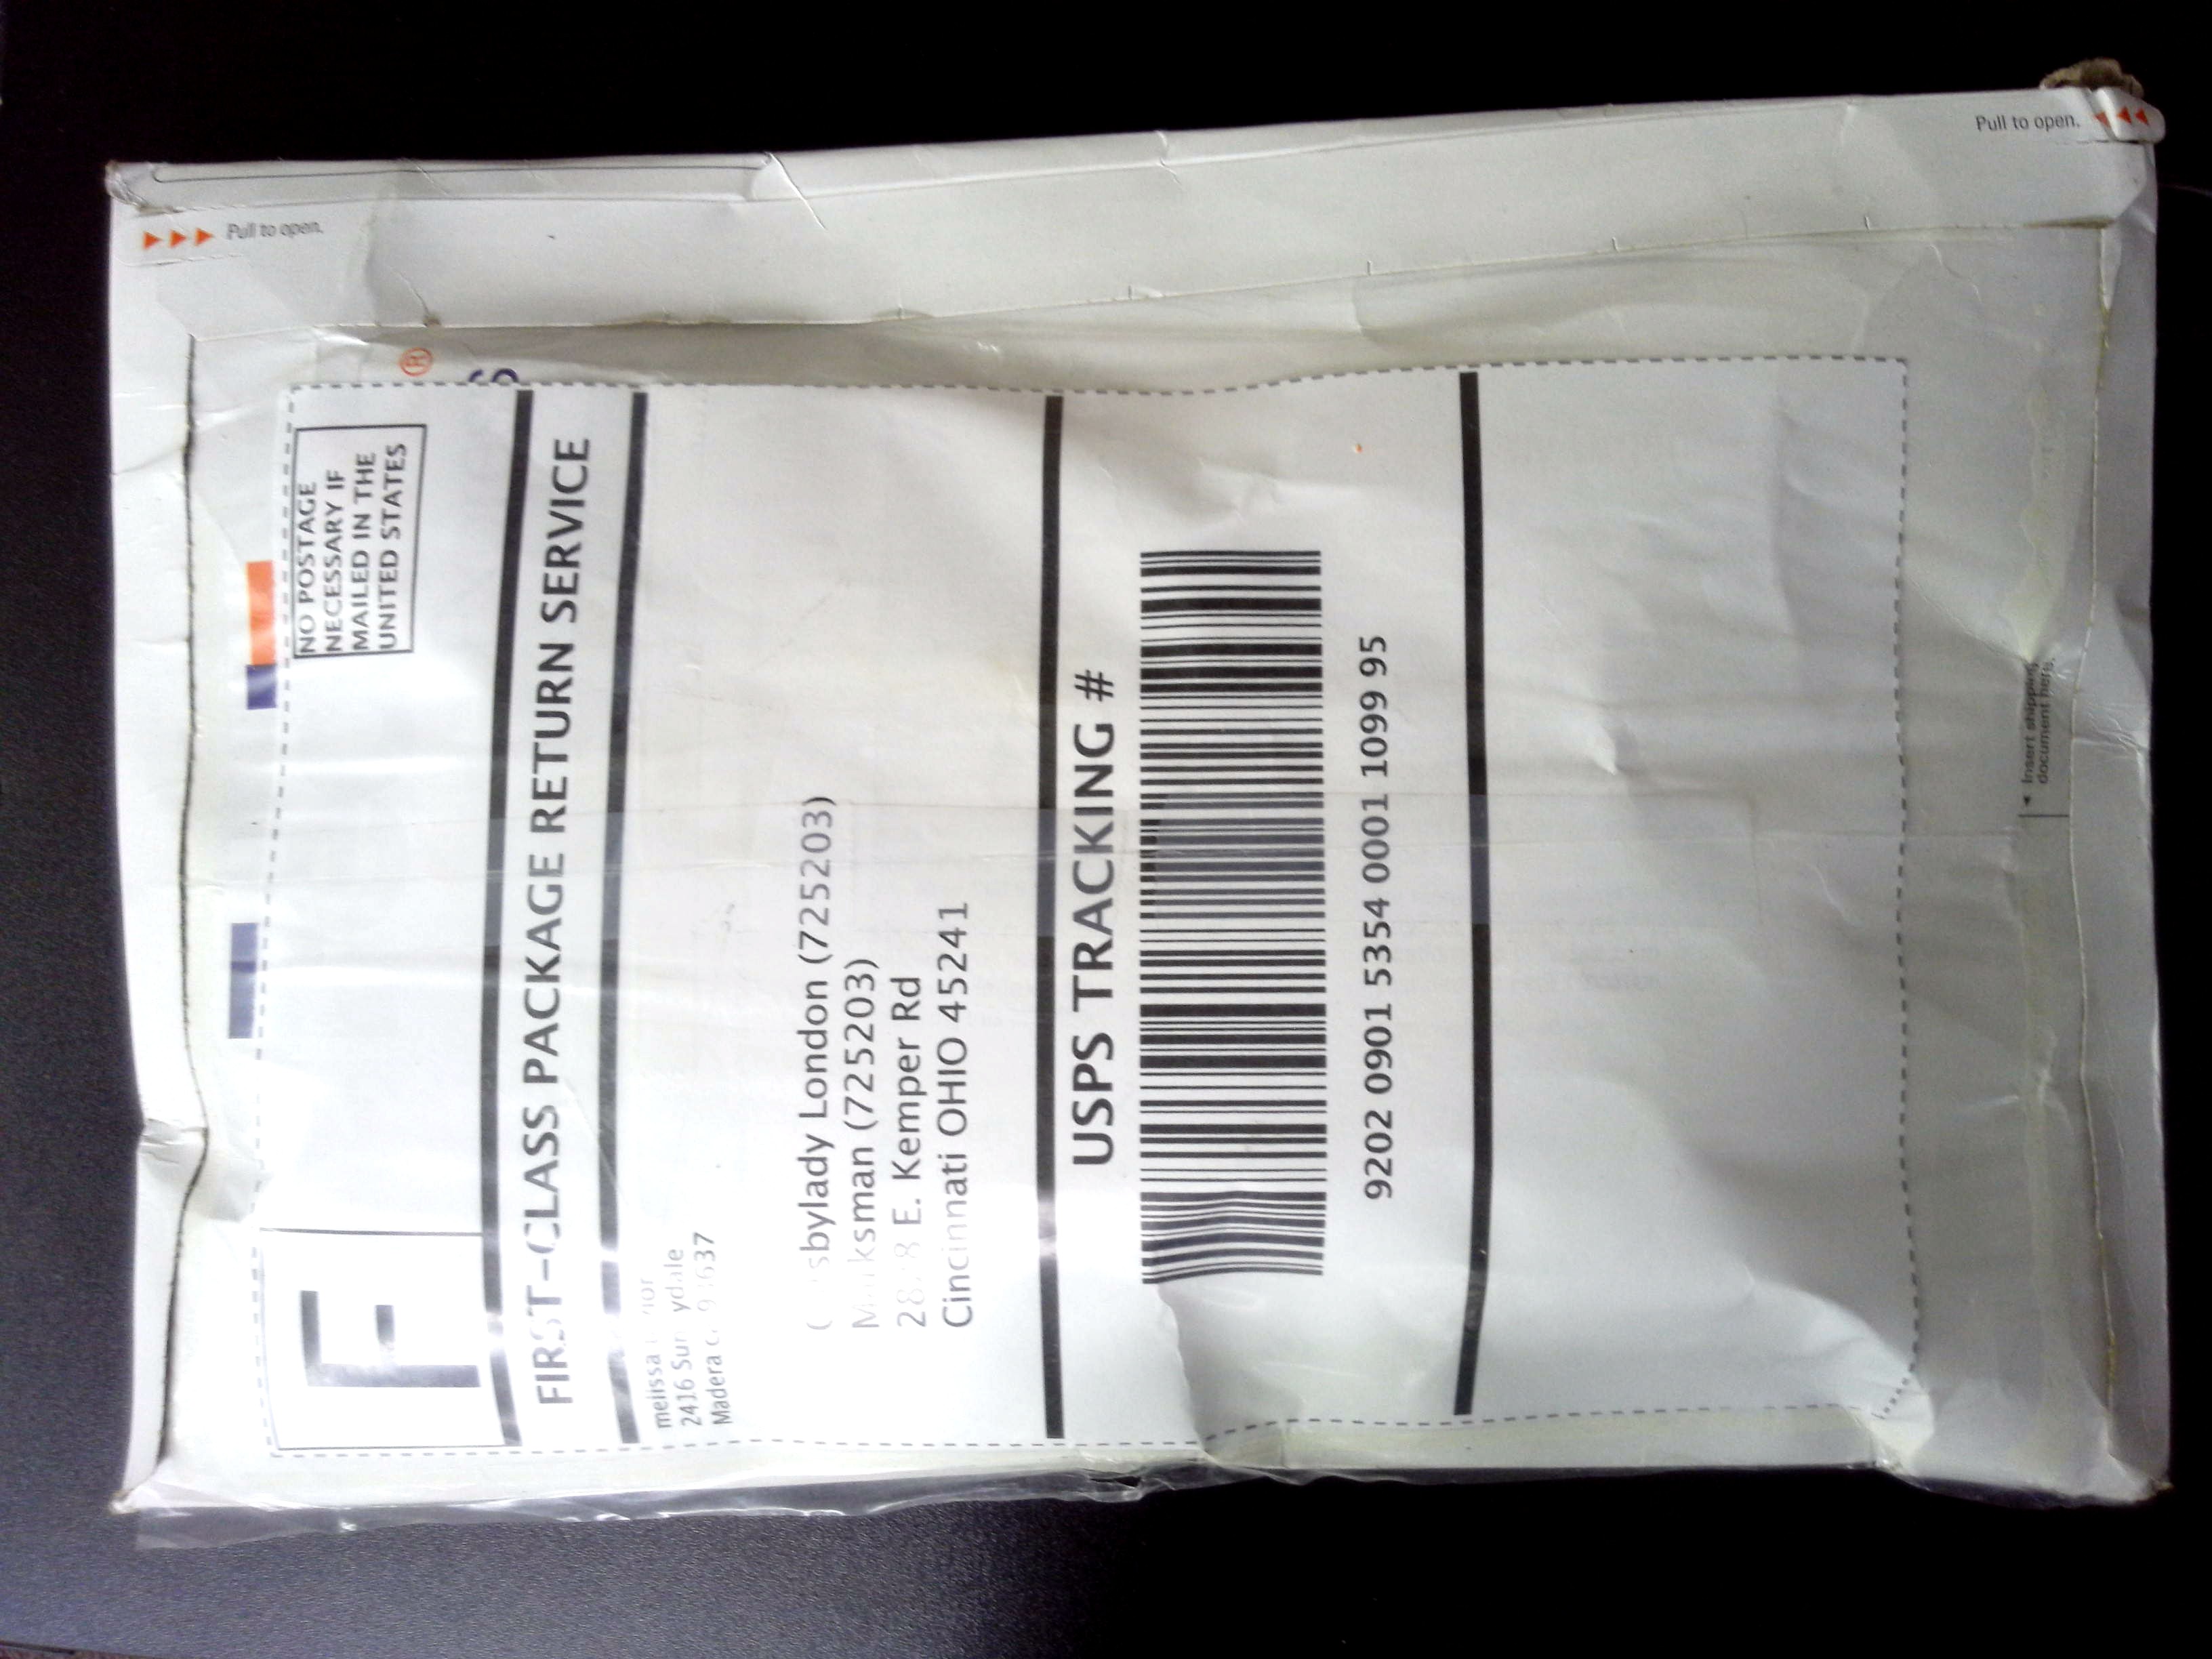 Pull to open.
Pull to open.
®
NO POSTAGE
NECESSARY IF
MAILED IN THE
UNITED STATES
F
FIRST-CLASS PACKAGE RETURN SERVICE
melissa
2416
Madera
London (725203)
(725203)
E. Kemper Rd
Cincinnati OHIO 45241
USPS TRACKING #
9202 0901 5354 0001 1099 95
Insert shipping
document here.